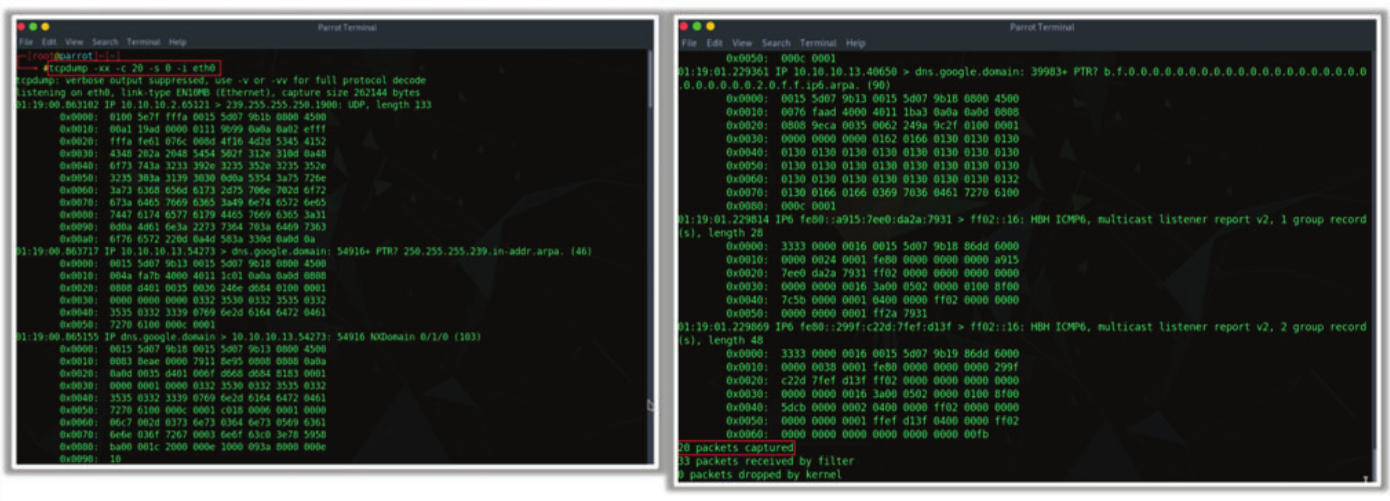 Parrot Terminal
File Edit View Search Terminal Help
[root@parrot]─[~]
#tcpdump -xx -c 20 -s 0 -i eth0
tcpdump: verbose output suppressed, use -v or -vv for full protocol decode
listening on eth0, link-type EN10MB (Ethernet), capture size 262144 bytes
01:19:00.863102 IP 10.10.10.2.65121 > 239.255.255.250.1900: UDP, length 133
0x0000: 0100 5e7f fffa 0015 5d07 9b1b 0800 4500
0x0010: 00a1 19ad 0000 0111 9b99 0a0a 0a02 efff
0x0020: fffa fe61 076c 008d 4f16 4d2d 5345 4152
0x0030: 4348 202a 2048 5454 502f 312e 310d 0a48
0x0040: 6f73 743a 3233 392e 3235 352e 3235 352e
0x0050: 3235 303a 3139 3030 0d0a 5354 3a75 726e
0x0060: 3a73 6368 656d 6173 2d75 706e 702d 6f72
0x0070: 673a 6465 7669 6365 3a49 6e74 6572 6e65
0x0080: 7447 6174 6577 6179 4465 7669 6365 3a31
0x0090: 0d0a 4d61 6e3a 2273 7364 703a 6469 7363
0x00a0: 6f76 6572 220d 0a4d 583a 330d 0a0d 0a
01:19:00.863717 IP 10.10.10.13.54273 > dns.google.domain: 54916+ PTR? 250.255.255.239.in-addr.arpa. (46)
0x0000: 0015 5d07 9b13 0015 5d07 9b18 0800 4500
0x0010: 004a fa7b 4000 4011 1c01 0a0a 0a0d 0808
0x0020: 0808 d401 0035 0036 246e d684 0100 0001
0x0030: 0000 0000 0000 0332 3530 0332 3535 0332
0x0040: 3535 0332 3339 0769 6e2d 6164 6472 0461
0x0050: 7270 6100 000c 0001
01:19:00.865155 IP dns.google.domain > 10.10.10.13.54273: 54916 NXDomain 0/1/0 (103)
0x0000: 0015 5d07 9b18 0015 5d07 9b13 0800 4500
0x0010: 0083 8eae 0000 7911 8e95 0808 0808 0a0a
0x0020: 0a0d 0035 d401 006f d668 d684 8183 0001
0x0030: 0000 0001 0000 0332 3530 0332 3535 0332
0x0040: 3535 0332 3339 0769 6e2d 6164 6472 0461
0x0050: 7270 6100 000c 0001 c018 0006 0001 0000
0x0060: 06c7 002d 0373 6e73 0364 6e73 0569 6361
0x0070: 6e6e 036f 7267 0003 6e6f 63c0 3e78 5958
0x0080: ba00 001c 2000 000e 1000 093a 8000 000e
0x0090: 10
Parrot Terminal
File Edit View Search Terminal Help
0x0050: 000c 0001
01:19:01.229361 IP 10.10.10.13.40650 > dns.google.domain: 39983+ PTR? b.f.0.0.0.0.0.0.0.0.0.0.0.0.0.0.0.0.0
.0.0.0.0.0.0.2.0.f.f.ip6.arpa. (90)
0x0000: 0015 5d07 9b13 0015 5d07 9b18 0800 4500
0x0010: 0076 faad 4000 4011 1ba3 0a0a 0a0d 0808
0x0020: 0808 9eca 0035 0062 249a 9c2f 0100 0001
0x0030: 0000 0000 0000 0162 0166 0130 0130 0130
0x0040: 0130 0130 0130 0130 0130 0130 0130 0130
0x0050: 0130 0130 0130 0130 0130 0130 0130 0130
0x0060: 0130 0130 0130 0130 0130 0130 0130 0132
0x0070: 0130 0166 0166 0369 7036 0461 7270 6100
0x0080: 000c 0001
01:19:01.229814 IP6 fe80::a915:7ee0:da2a:7931 > ff02::16: HBH ICMP6, multicast listener report v2, 1 group record
(s), length 28
0x0000: 3333 0000 0016 0015 5d07 9b18 86dd 6000
0x0010: 0000 0024 0001 fe80 0000 0000 0000 a915
0x0020: 7ee0 da2a 7931 ff02 0000 0000 0000 0000
0x0030: 0000 0000 0016 3a00 0502 0000 0100 8f00
0x0040: 7c5b 0000 0001 0400 0000 ff02 0000 0000
0x0050: 0000 0000 0001 ff2a 7931
01:19:01.229869 IP6 fe80::299f:c22d:7fef:d13f > ff02::16: HBH ICMP6, multicast listener report v2, 2 group record
(s), length 48
0x0000: 3333 0000 0016 0015 5d07 9b19 86dd 6000
0x0010: 0000 0038 0001 fe80 0000 0000 0000 299f
0x0020: c22d 7fef d13f ff02 0000 0000 0000 0000
0x0030: 0000 0000 0016 3a00 0502 0000 0100 8f00
0x0040: 5dcb 0000 0002 0400 0000 ff02 0000 0000
0x0050: 0000 0000 0001 ffef d13f 0400 0000 ff02
0x0060: 0000 0000 0000 0000 0000 0000 00fb
20 packets captured
33 packets received by filter
0 packets dropped by kernel